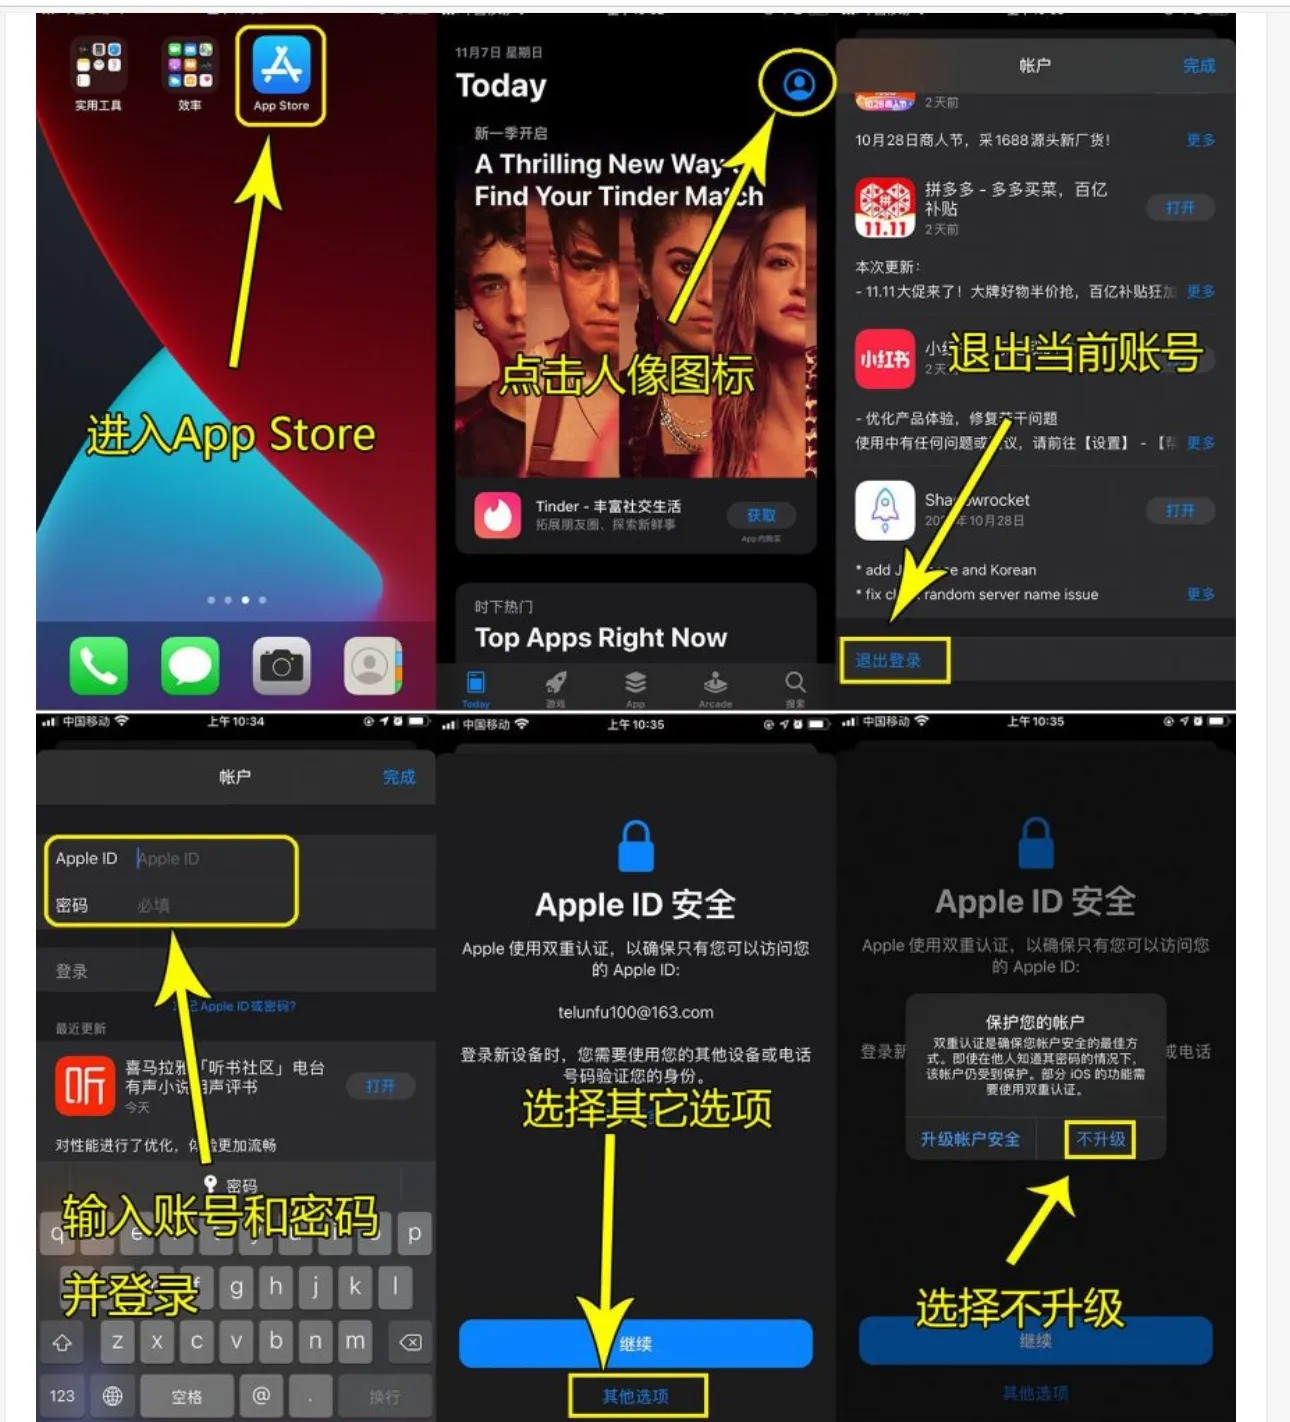 实用工具
效率
App Store
进入App Store
11月7日 星期日
Today
新一季开启
A Thrilling New Way
Find Your Tinder Match
点击人像图标
Tinder - 丰富社交生活
拓展朋友圈、探索新鲜事
获取
App 内购买
时下热门
Top Apps Right Now
Today
游戏
App
Arcade
搜索
帐户
完成
2天前
10月28日商人节，采1688源头新厂货！
更多
拼多多 - 多多买菜，百亿
补贴
2天前
打开
11.11
本次更新：
- 11.11大促来了！大牌好物半价抢，百亿补贴狂加
更多
小红书
2天
退出当前账号
- 优化产品体验，修复若干问题
使用中有任何问题或建议，请前往【设置】 - 【帮
更多
Shadowrocket
年10月28日
打开
* add and Korean
* fix random server name issue
更多
退出登录
中国移动
上午10:34
帐户
完成
Apple ID
Apple ID
密码
必填
登录
Apple ID或密码?
最近更新
喜马拉雅「听书社区」电台
有声小说相声评书
今天
打开
听
对性能进行了优化，体验更加流畅
密码
输入账号和密码
并登录
q e p
g h j k l
z x c v b n m
123
空格
@
.
换行
中国移动
上午10:35
Apple ID 安全
Apple 使用双重认证，以确保只有您可以访问您
的 Apple ID:
telunfu100@163.com
登录新设备时，您需要使用您的其他设备或电话
号码验证您的身份。
选择其它选项
继续
其他选项
中国移动
上午10:35
Apple ID 安全
Apple 使用双重认证，以确保只有您可以访问您
的 Apple ID:
登录新
或电话
保护您的帐户
双重认证是确保您帐户安全的最佳方
式。即使在他人知道其密码的情况下，
该帐户仍受到保护。部分 iOS 的功能需
要使用双重认证。
升级帐户安全
不升级
选择不升级
继续
其他选项